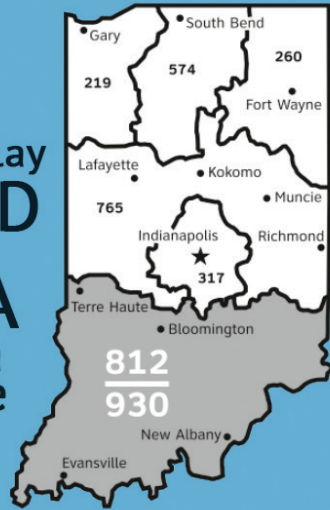 South Bend
Gary
260
574
219
Fort Wayne
lay
Lafayette
Kokomo
D
Muncie
765
Indianapolis
Richmond
317
A
Terre Haute
Bloomington
e
812
930
New Albany
Evansville